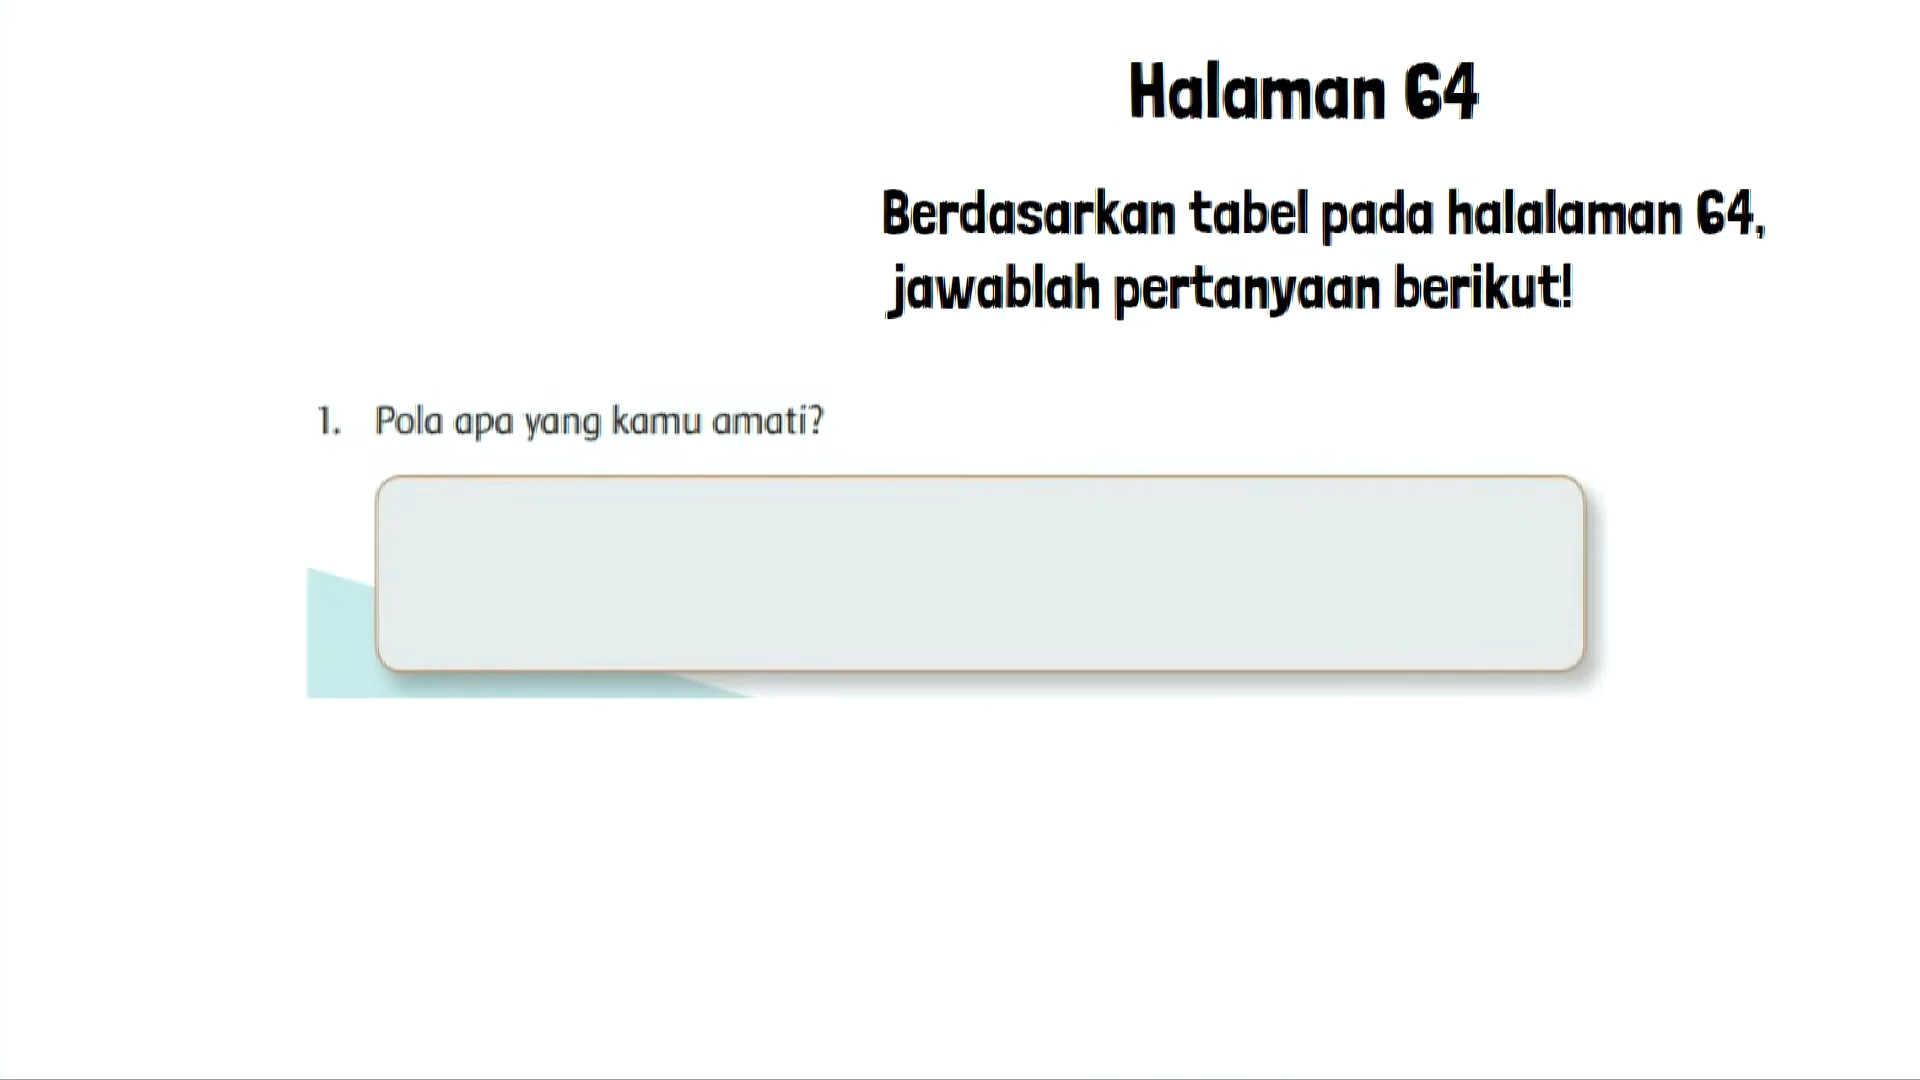 Halaman 64
Berdasarkan tabel pada halalaman 64,
jawablah pertanyaan berikut!
1. Pola apa yang kamu amati?